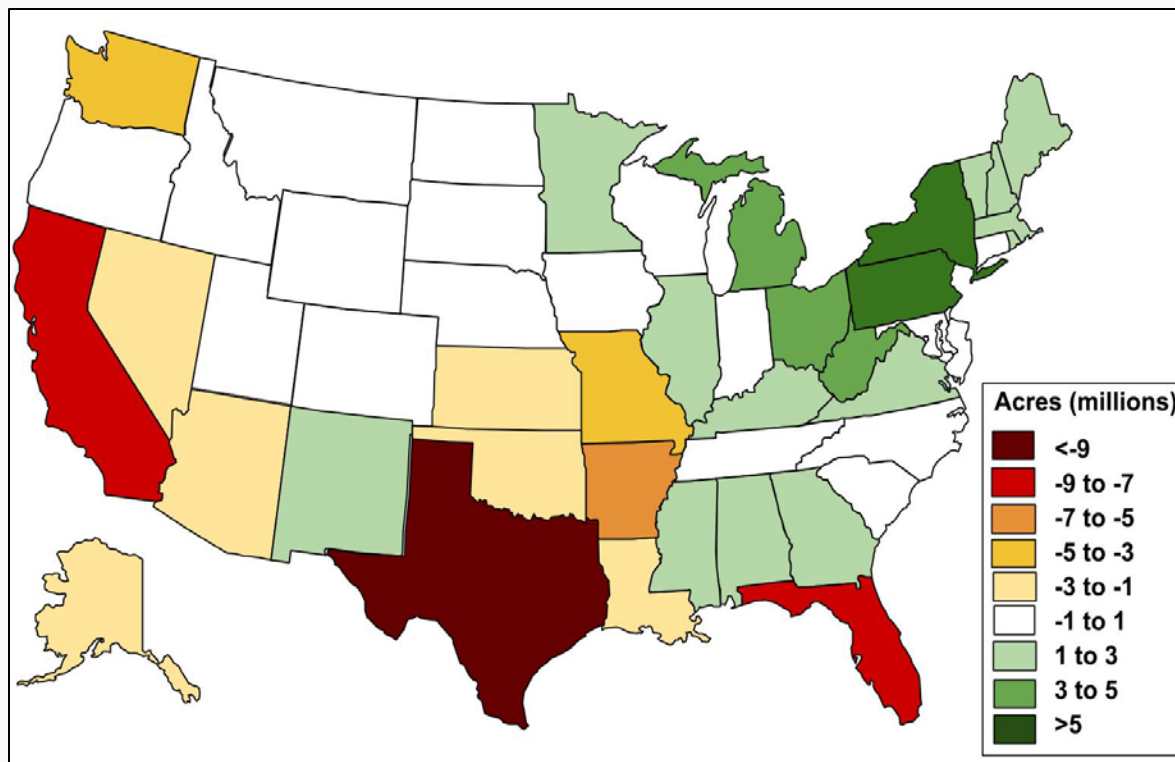 Acres (millions)
<-9
-9 to -7
-7 to -5
-5 to -3
-3 to -1
-1 to 1
1 to 3
3 to 5
>5